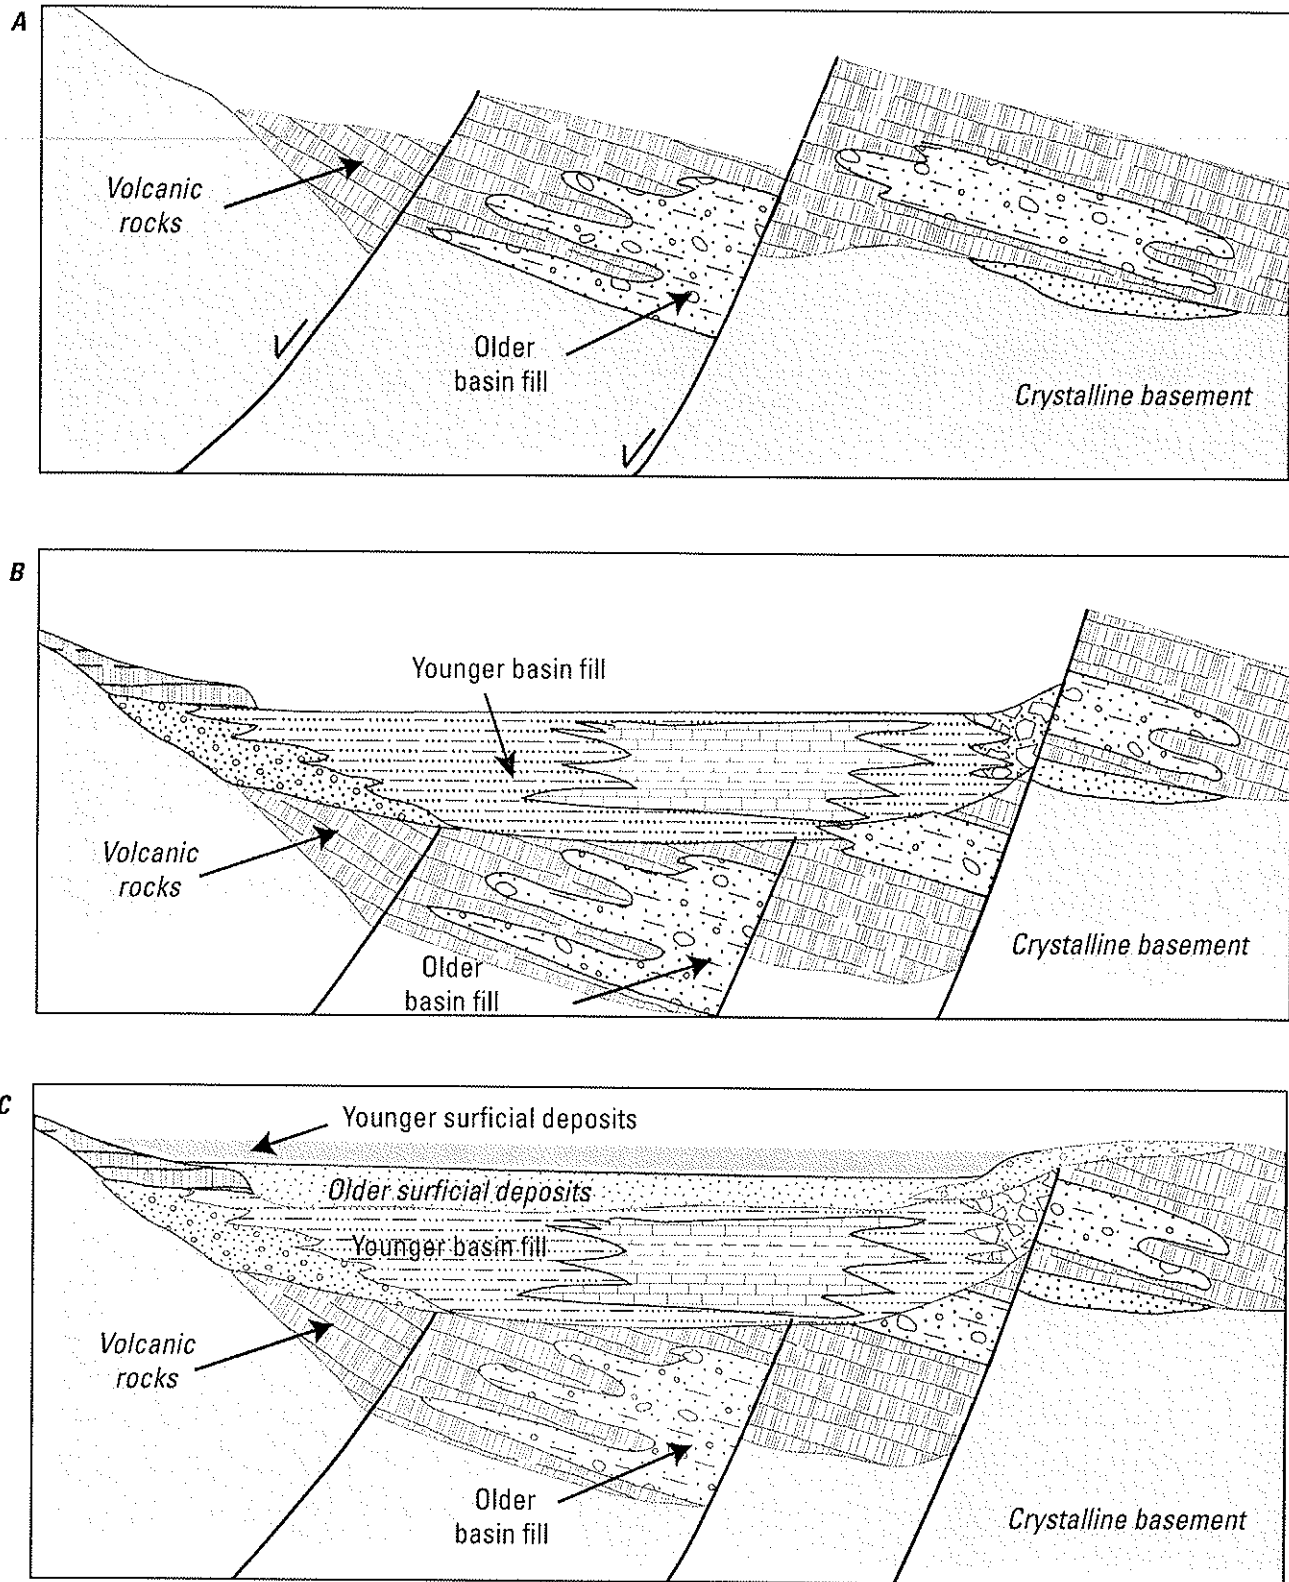 A
Volcanic
rocks
Older
basin fill
Crystalline basement
B
Younger basin fill
Volcanic
rocks
Older
basin fill
Crystalline basement
C
Younger surficial deposits
Older surficial deposits
Younger basin fill
Volcanic
rocks
Older
basin fill
Crystalline basement